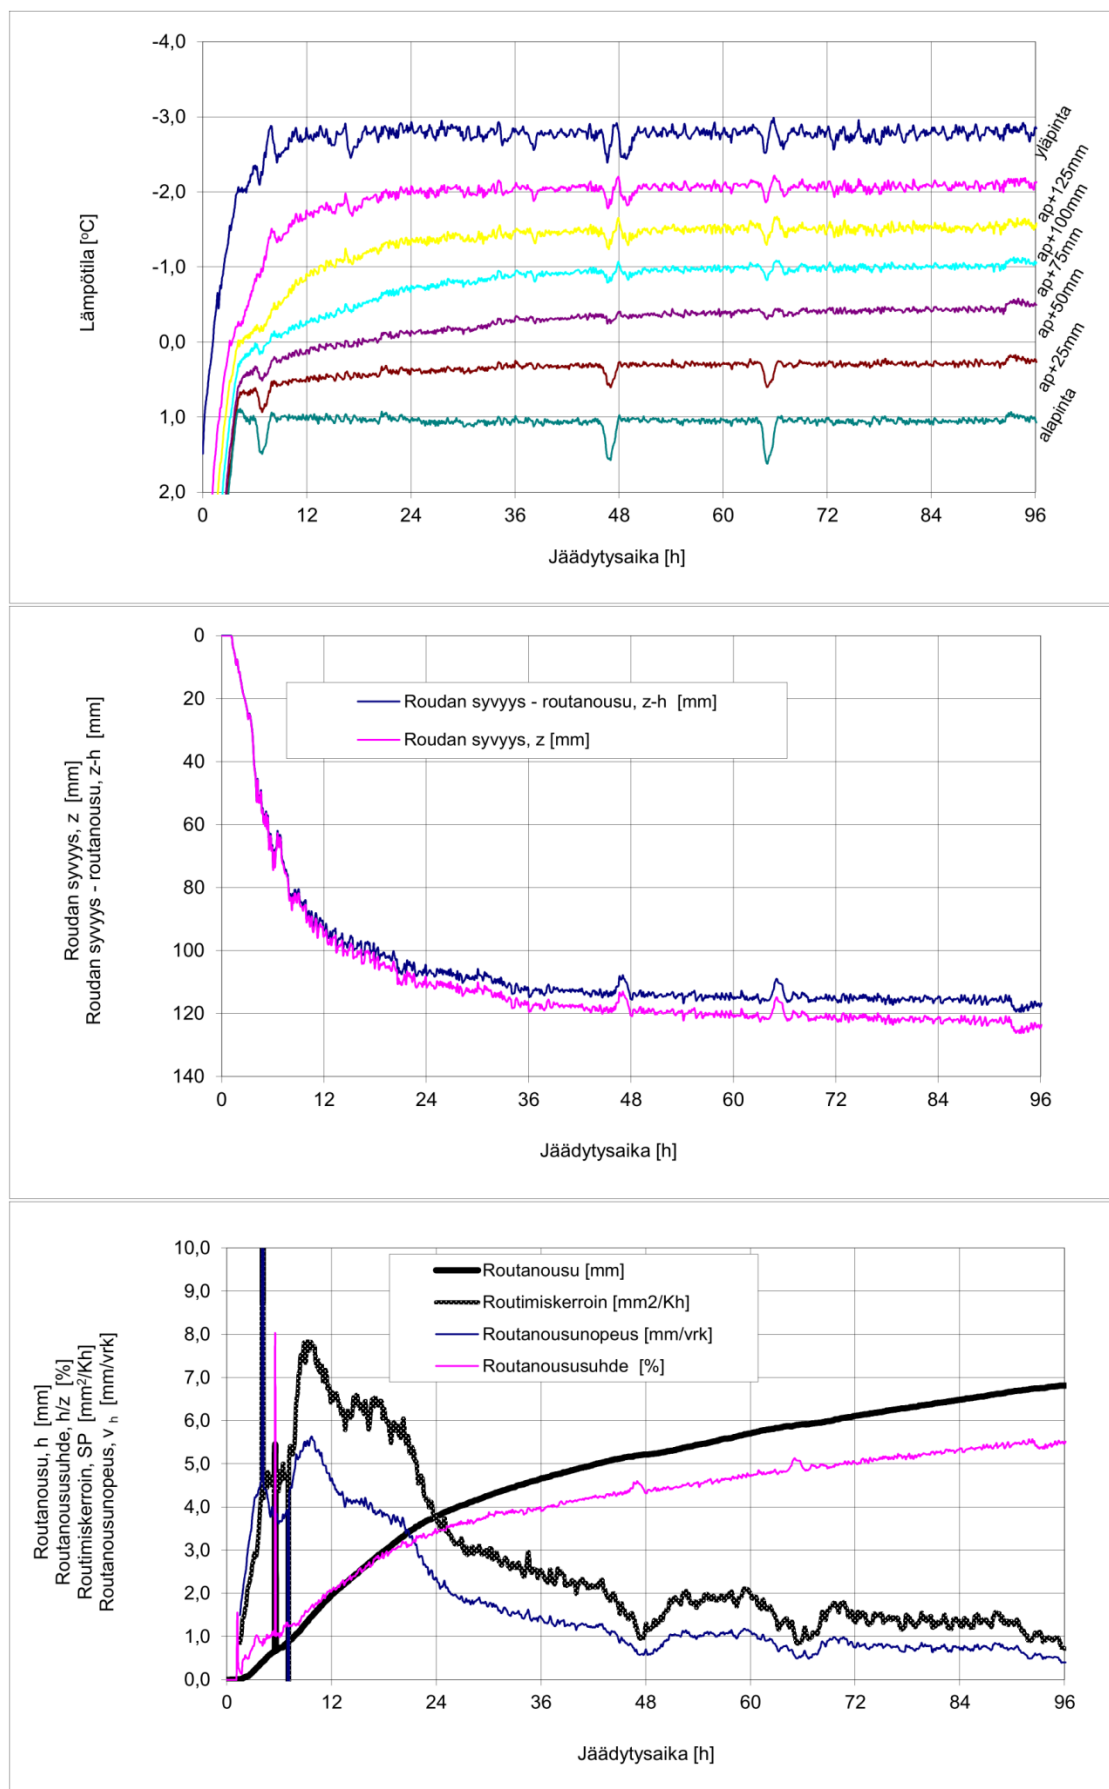 -4,0
-3,0
-2,0
-1,0
0,0
1,0
2,0
Lämpötila [oC]
yläpinta
ap+125mm
ap+100mm
ap+75mm
ap+50mm
ap+25mm
alapinta
0 12 24 36 48 60 72 84 96
Jäädytysaika [h]
0
20
40
60
80
100
120
140
Roudan syvyys, z [mm]
Roudan syvyys - routanousu, z-h [mm]
Roudan syvyys - routanousu, z-h [mm]
Roudan syvyys, z [mm]
0 12 24 36 48 60 72 84 96
Jäädytysaika [h]
10,0
9,0
8,0
7,0
6,0
5,0
4,0
3,0
2,0
1,0
0,0
Routanousu, h [mm]
Routanoususuhde, h/z [%]
Routimiskerroin, SP [mm²/Kh]
Routanousunopeus, v h [mm/vrk]
Routanousu [mm]
Routimiskerroin [mm2/Kh]
Routanousunopeus [mm/vrk]
Routanoususuhde [%]
0 12 24 36 48 60 72 84 96
Jäädytysaika [h]